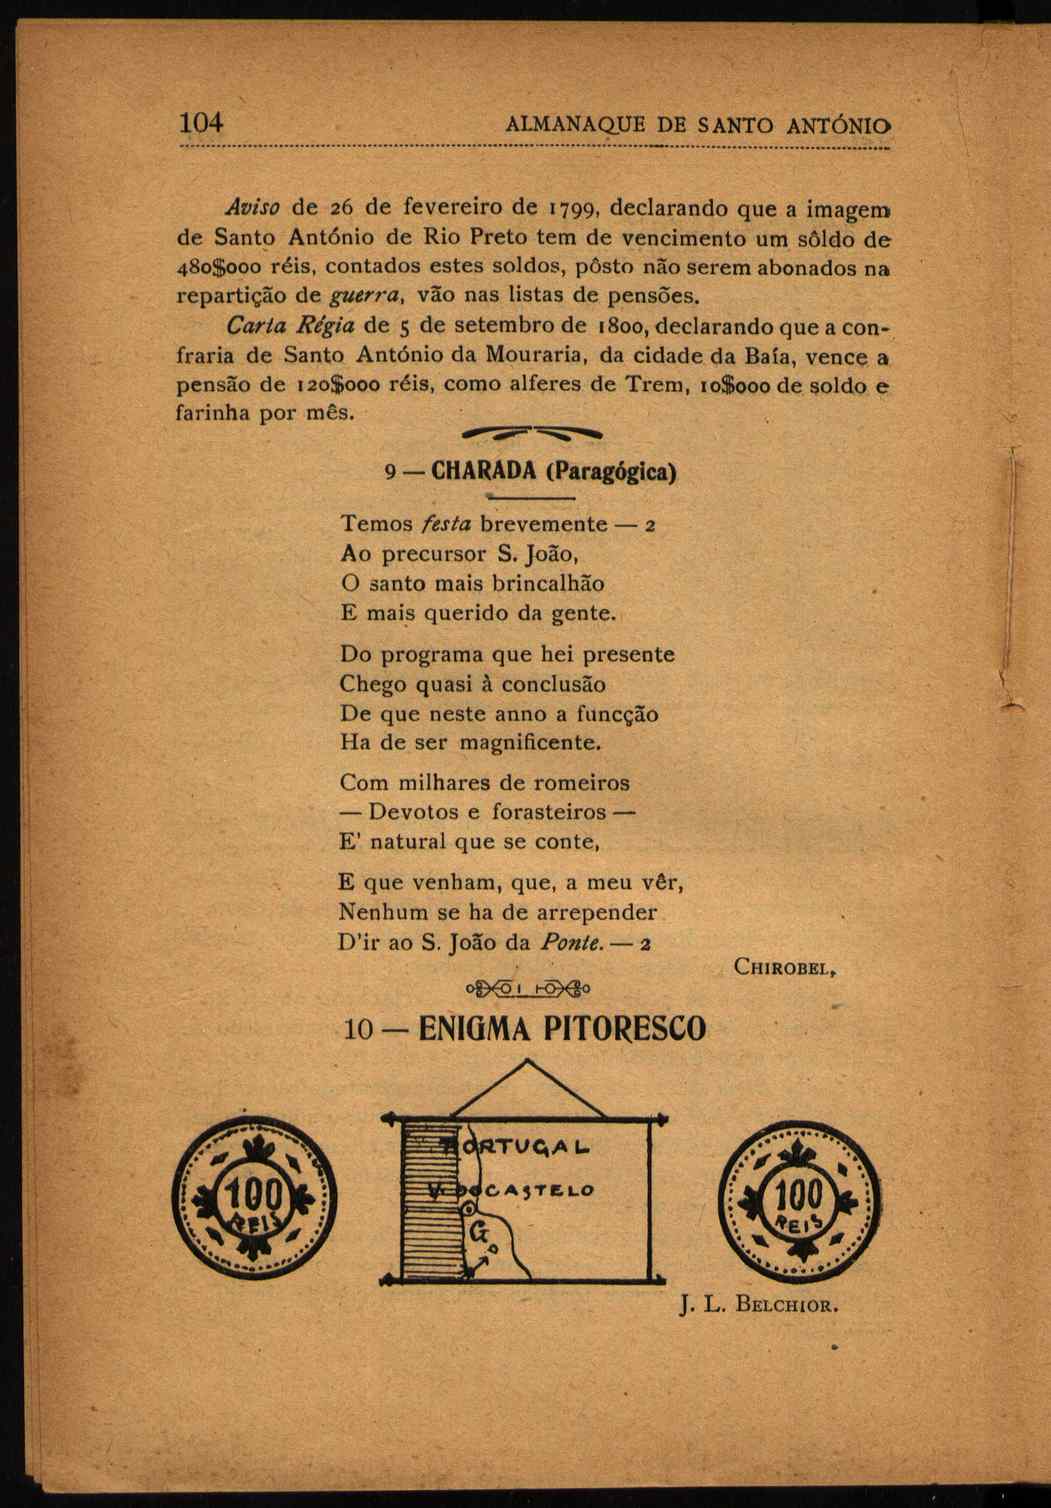 104 ALMANAQUE DE SANTO ANTÓNIO
Aviso de 26 de fevereiro de 1799, declarando que a imagem
de Santo António de Rio Preto tem de vencimento um sôldo de
480$000 réis, contados estes soldos, pôsto não serem abonados na
repartição de guerra, vão nas listas de pensões.
Carta Régia de 5 de setembro de 1800, declarando que a con-
fraria de Santo António da Mouraria, da cidade da Baía, vence a
pensão de 120$000 réis, como alferes de Trem, 10$000 de soldo e
farinha por mês.
9 — CHARADA (Paragógica)
Temos festa brevemente — 2
Ao precursor S. João,
O santo mais brincalhão
E mais querido da gente.
Do programa que hei presente
Chego quasi à conclusão
De que neste anno a funcção
Ha de ser magnificente.
Com milhares de romeiros
— Devotos e forasteiros —
E' natural que se conte,
E que venham, que, a meu vêr,
Nenhum se ha de arrepender
D'ir ao S. João da Ponte. — 2
CHIROBEL,
10 — ENIGMA PITORESCO
100
REIS
PORTUGAL
V. DO CASTELO
G
100
REIS
J. L. BELCHIOR.